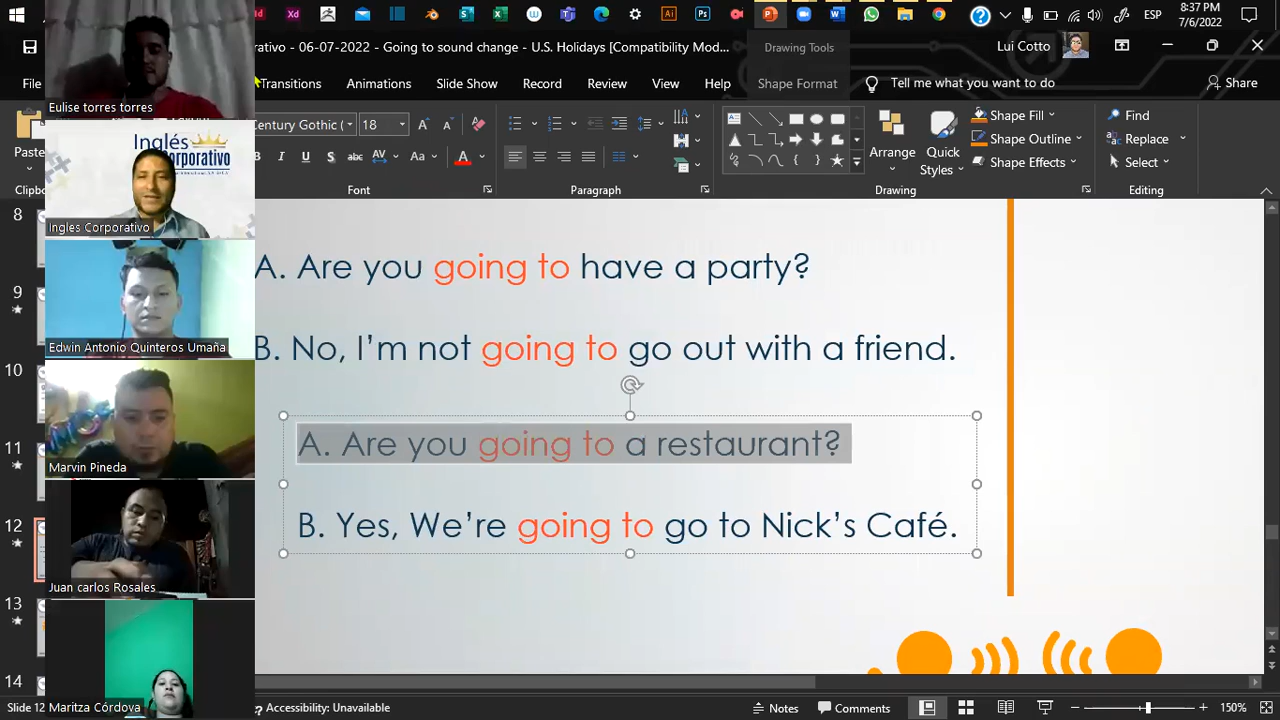 8:37 PM
ESP
7/6/2022
rativo - 06-07-2022 - Going to sound change - U.S. Holidays [Compatibility Mod...
Drawing Tools
Lui Cotto
File
Transitions
Animations
Slide Show
Record
Review
View
Help
Shape Format
Tell me what you want to do
Share
Paste
Century Gothic (
18
Shape Fill
Shape Outline
Shape Effects
Arrange
Quick
Styles
Find
Replace
Select
Clipb
Font
Paragraph
Drawing
Editing
Eulise torres torres
Inglés
Corporativo
Ingles Corporativo
Edwin Antonio Quinteros Umaña
Marvin Pineda
Juan carlos Rosales
Maritza Córdova
8
9
10
11
12
13
14
A. Are you going to have a party?
B. No, I'm not going to go out with a friend.
A. Are you going to a restaurant?
B. Yes, We're going to go to Nick's Café.
Slide 12
Accessibility: Unavailable
Notes
Comments
150%